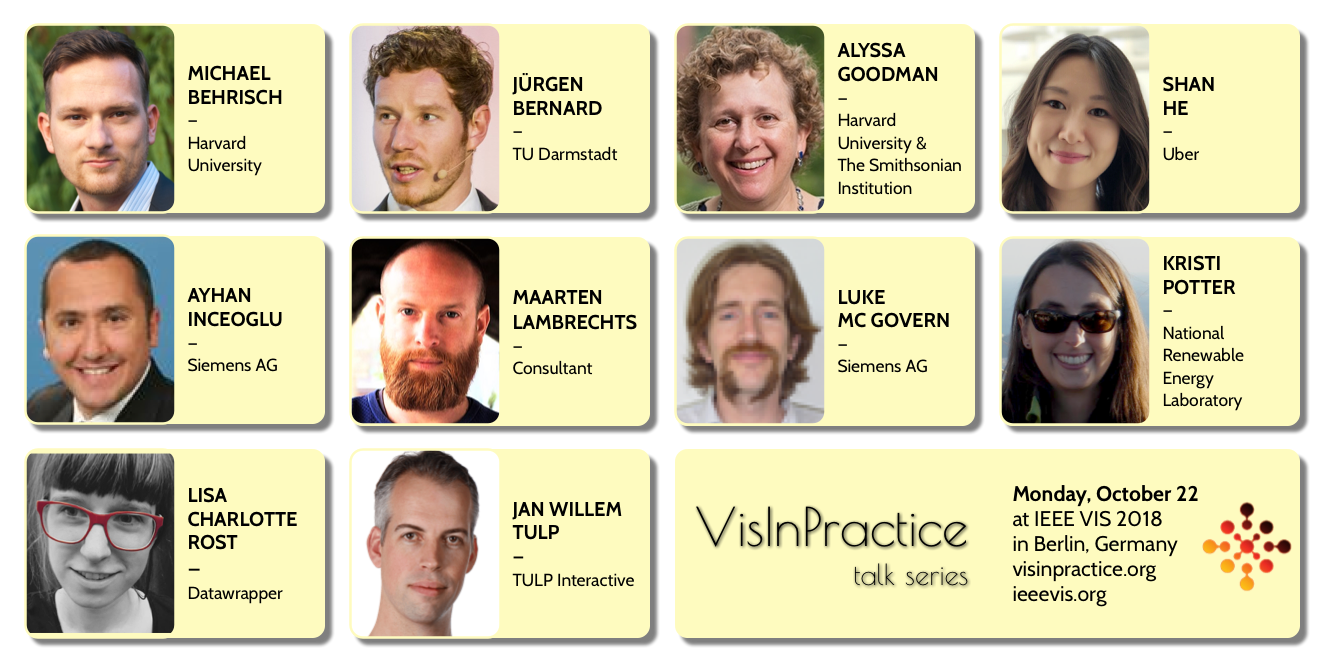 MICHAEL
BEHRISCH
–
Harvard
University
JÜRGEN
BERNARD
–
TU Darmstadt
ALYSSA
GOODMAN
–
Harvard
University &
The Smithsonian
Institution
SHAN
HE
–
Uber
AYHAN
INCEOGLU
–
Siemens AG
MAARTEN
LAMBRECHTS
–
Consultant
LUKE
MC GOVERN
–
Siemens AG
KRISTI
POTTER
–
National
Renewable
Energy
Laboratory
LISA
CHARLOTTE
ROST
–
Datawrapper
JAN WILLEM
TULP
–
TULP Interactive
VisInPractice
talk series
Monday, October 22
at IEEE VIS 2018
in Berlin, Germany
visinpractice.org
ieeevis.org